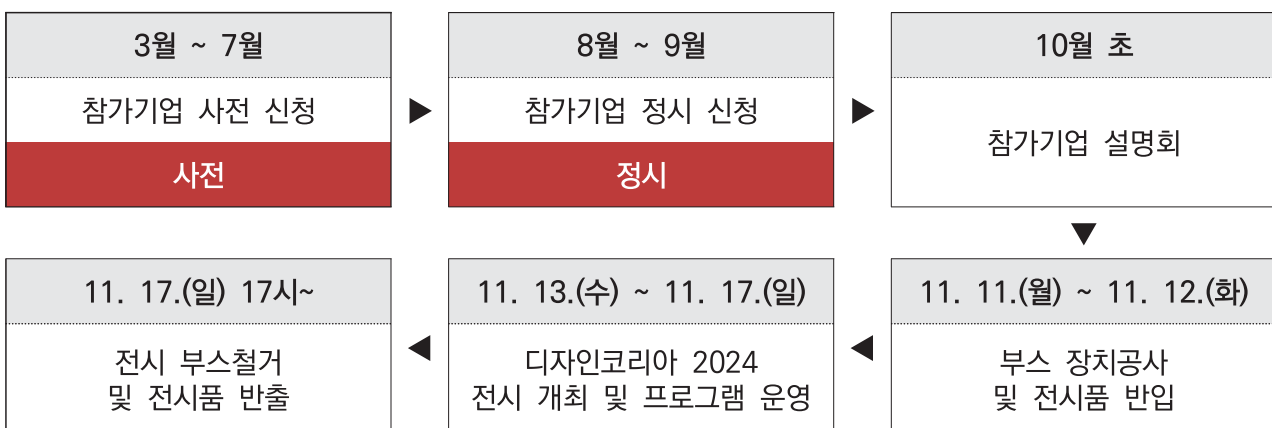 3월 ~ 7월
참가기업 사전 신청
사전
▶
8월 ~ 9월
참가기업 정시 신청
정시
▶
10월 초
참가기업 설명회
▼
11. 11.(월) ~ 11. 12.(화)
부스 장치공사
및 전시품 반입
◀
11. 13.(수) ~ 11. 17.(일)
디자인코리아 2024
전시 개최 및 프로그램 운영
◀
11. 17.(일) 17시~
전시 부스철거
및 전시품 반출